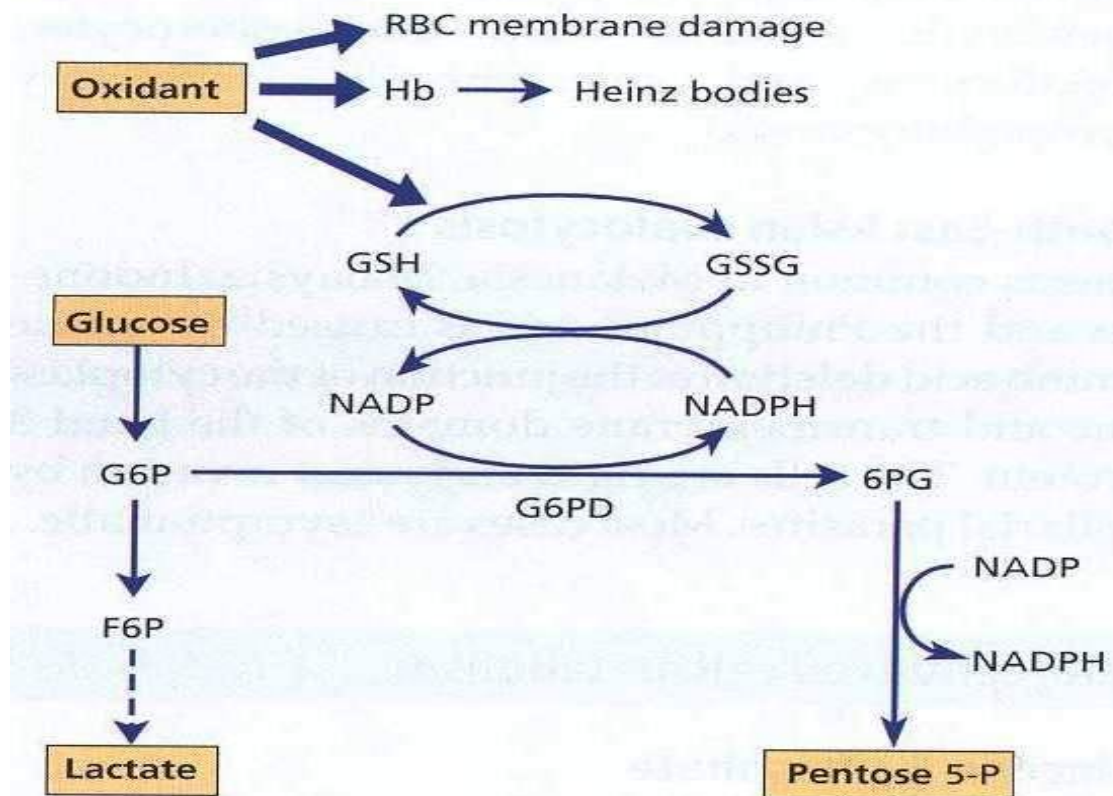 RBC membrane damage
Oxidant
Hb
Heinz bodies
GSH
GSSG
Glucose
NADP
NADPH
G6P
G6PD
6PG
NADP
F6P
NADPH
Lactate
Pentose 5-P